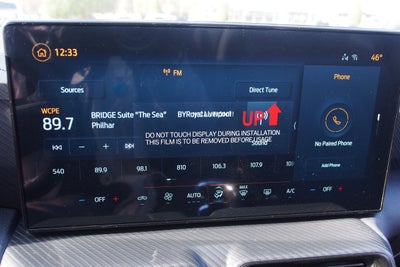 12:33
46°
FM
Sources
Direct Tune
Phone
WCPE
89.7
BRIDGE Suite "The Sea"
Philhar
UP
DO NOT TOUCH DISPLAY DURING INSTALLATION
THIS FILM IS TO BE REMOVED BEFORE USAGE
Sound
No Paired Phone
Add Phone
540 89.9 98.1 810 106.3 107.9
- OFF + AUTO MAX A/C - OFF +